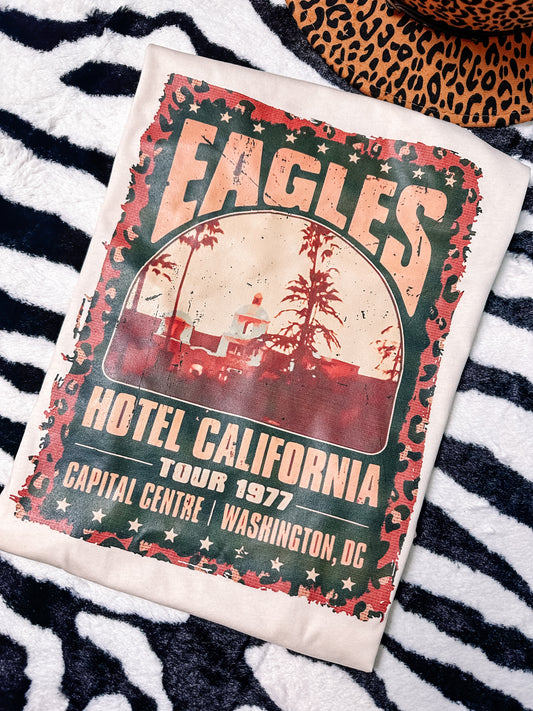 EAGLES
HOTEL CALIFORNIA
TOUR 1977
CAPITAL CENTRE | WASHINGTON, DC